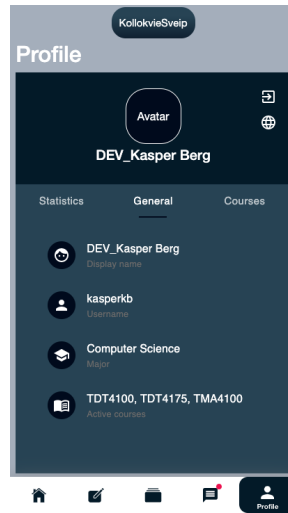 KollokvieSveip
Profile
Avatar
DEV_Kasper Berg
Statistics General Courses
DEV_Kasper Berg
Display name
kasperkb
Username
Computer Science
Major
TDT4100, TDT4175, TMA4100
Active courses
Profile